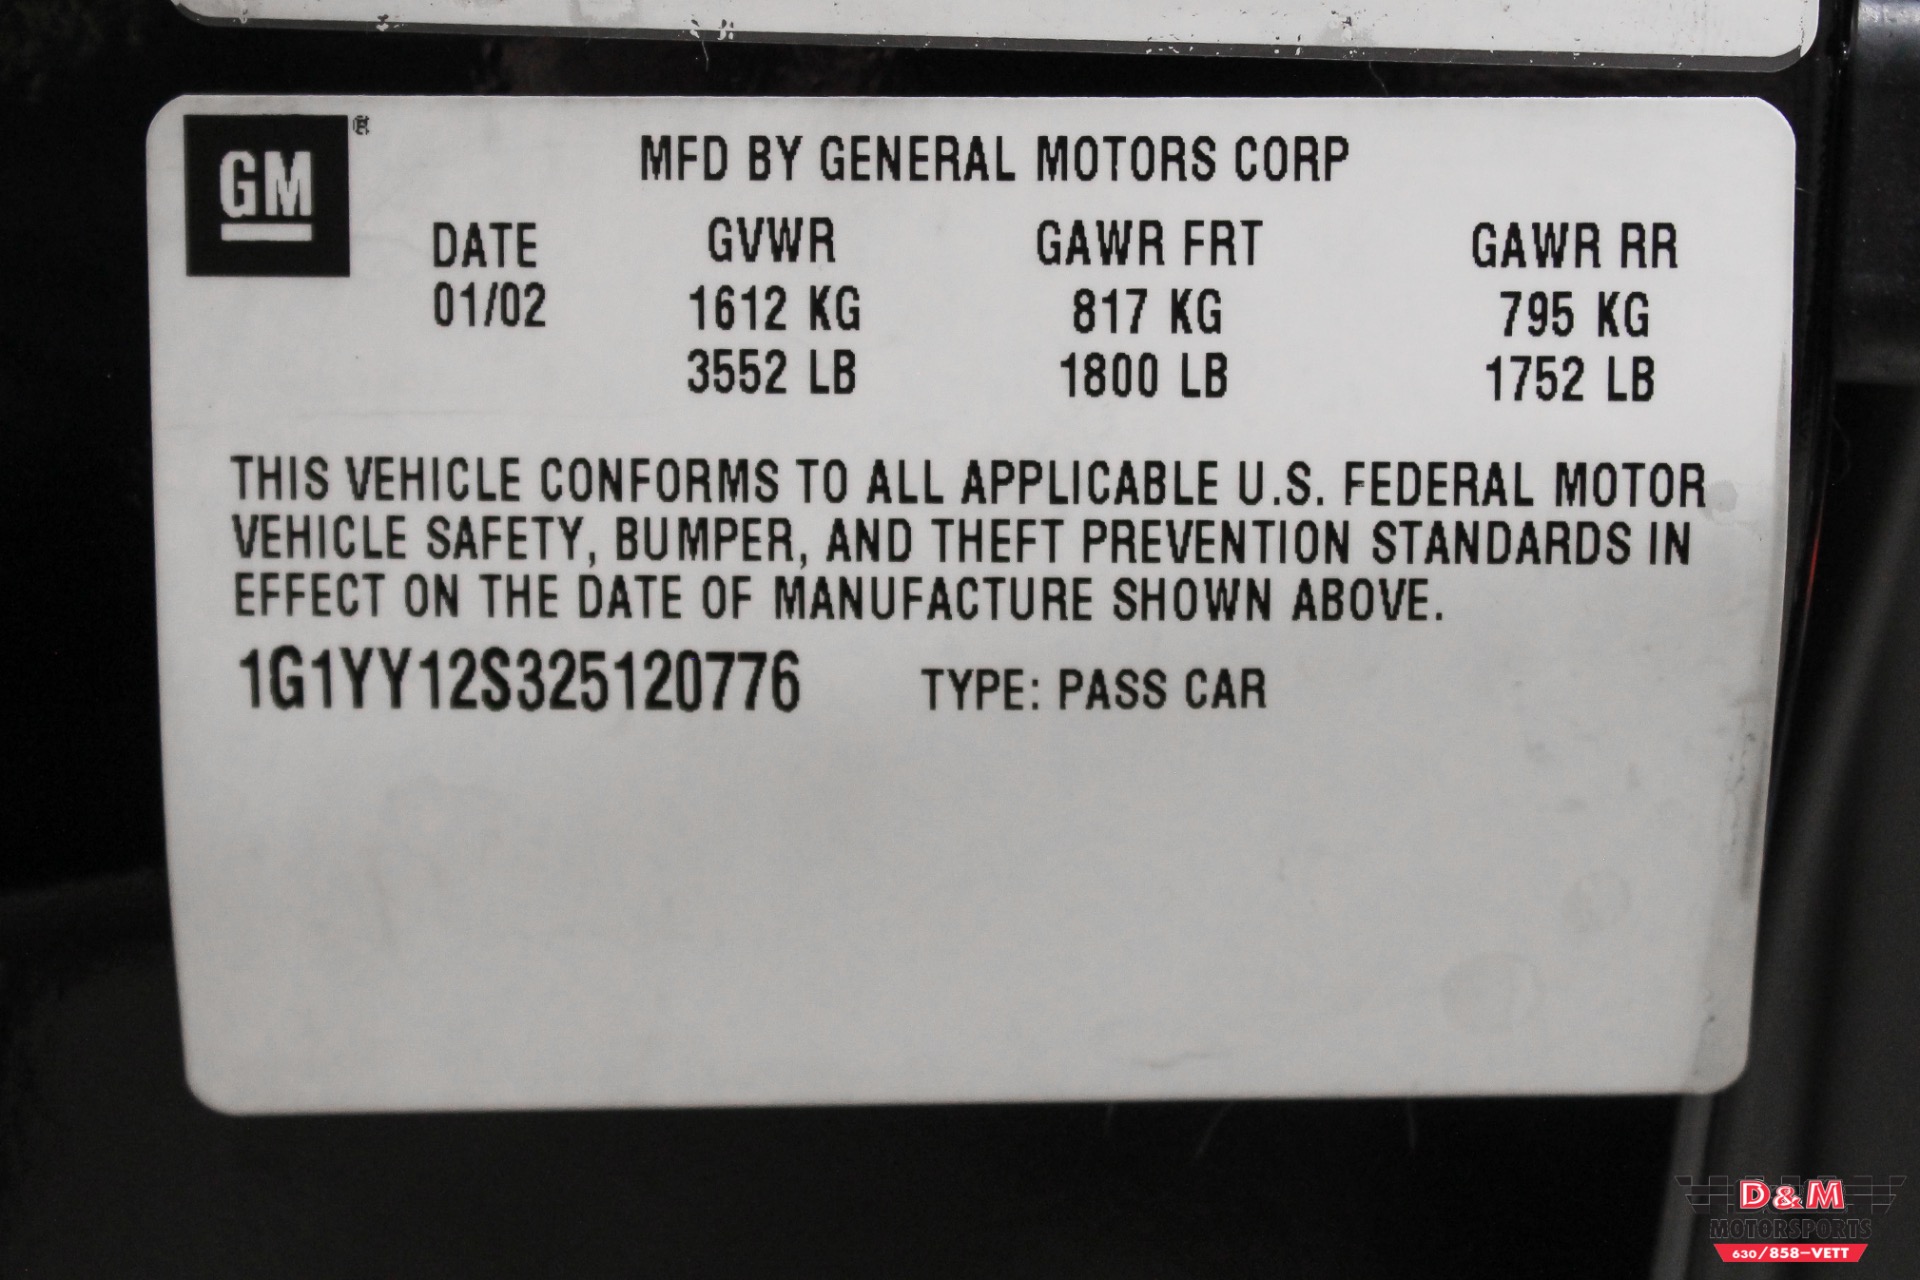 GM®
MFD BY GENERAL MOTORS CORP
DATE GVWR GAWR FRT GAWR RR
01/02 1612 KG 817 KG 795 KG
3552 LB 1800 LB 1752 LB
THIS VEHICLE CONFORMS TO ALL APPLICABLE U.S. FEDERAL MOTOR
VEHICLE SAFETY, BUMPER, AND THEFT PREVENTION STANDARDS IN
EFFECT ON THE DATE OF MANUFACTURE SHOWN ABOVE.
1G1YY12S325120776 TYPE: PASS CAR
D&M
MOTORSPORTS
630/858-VETT